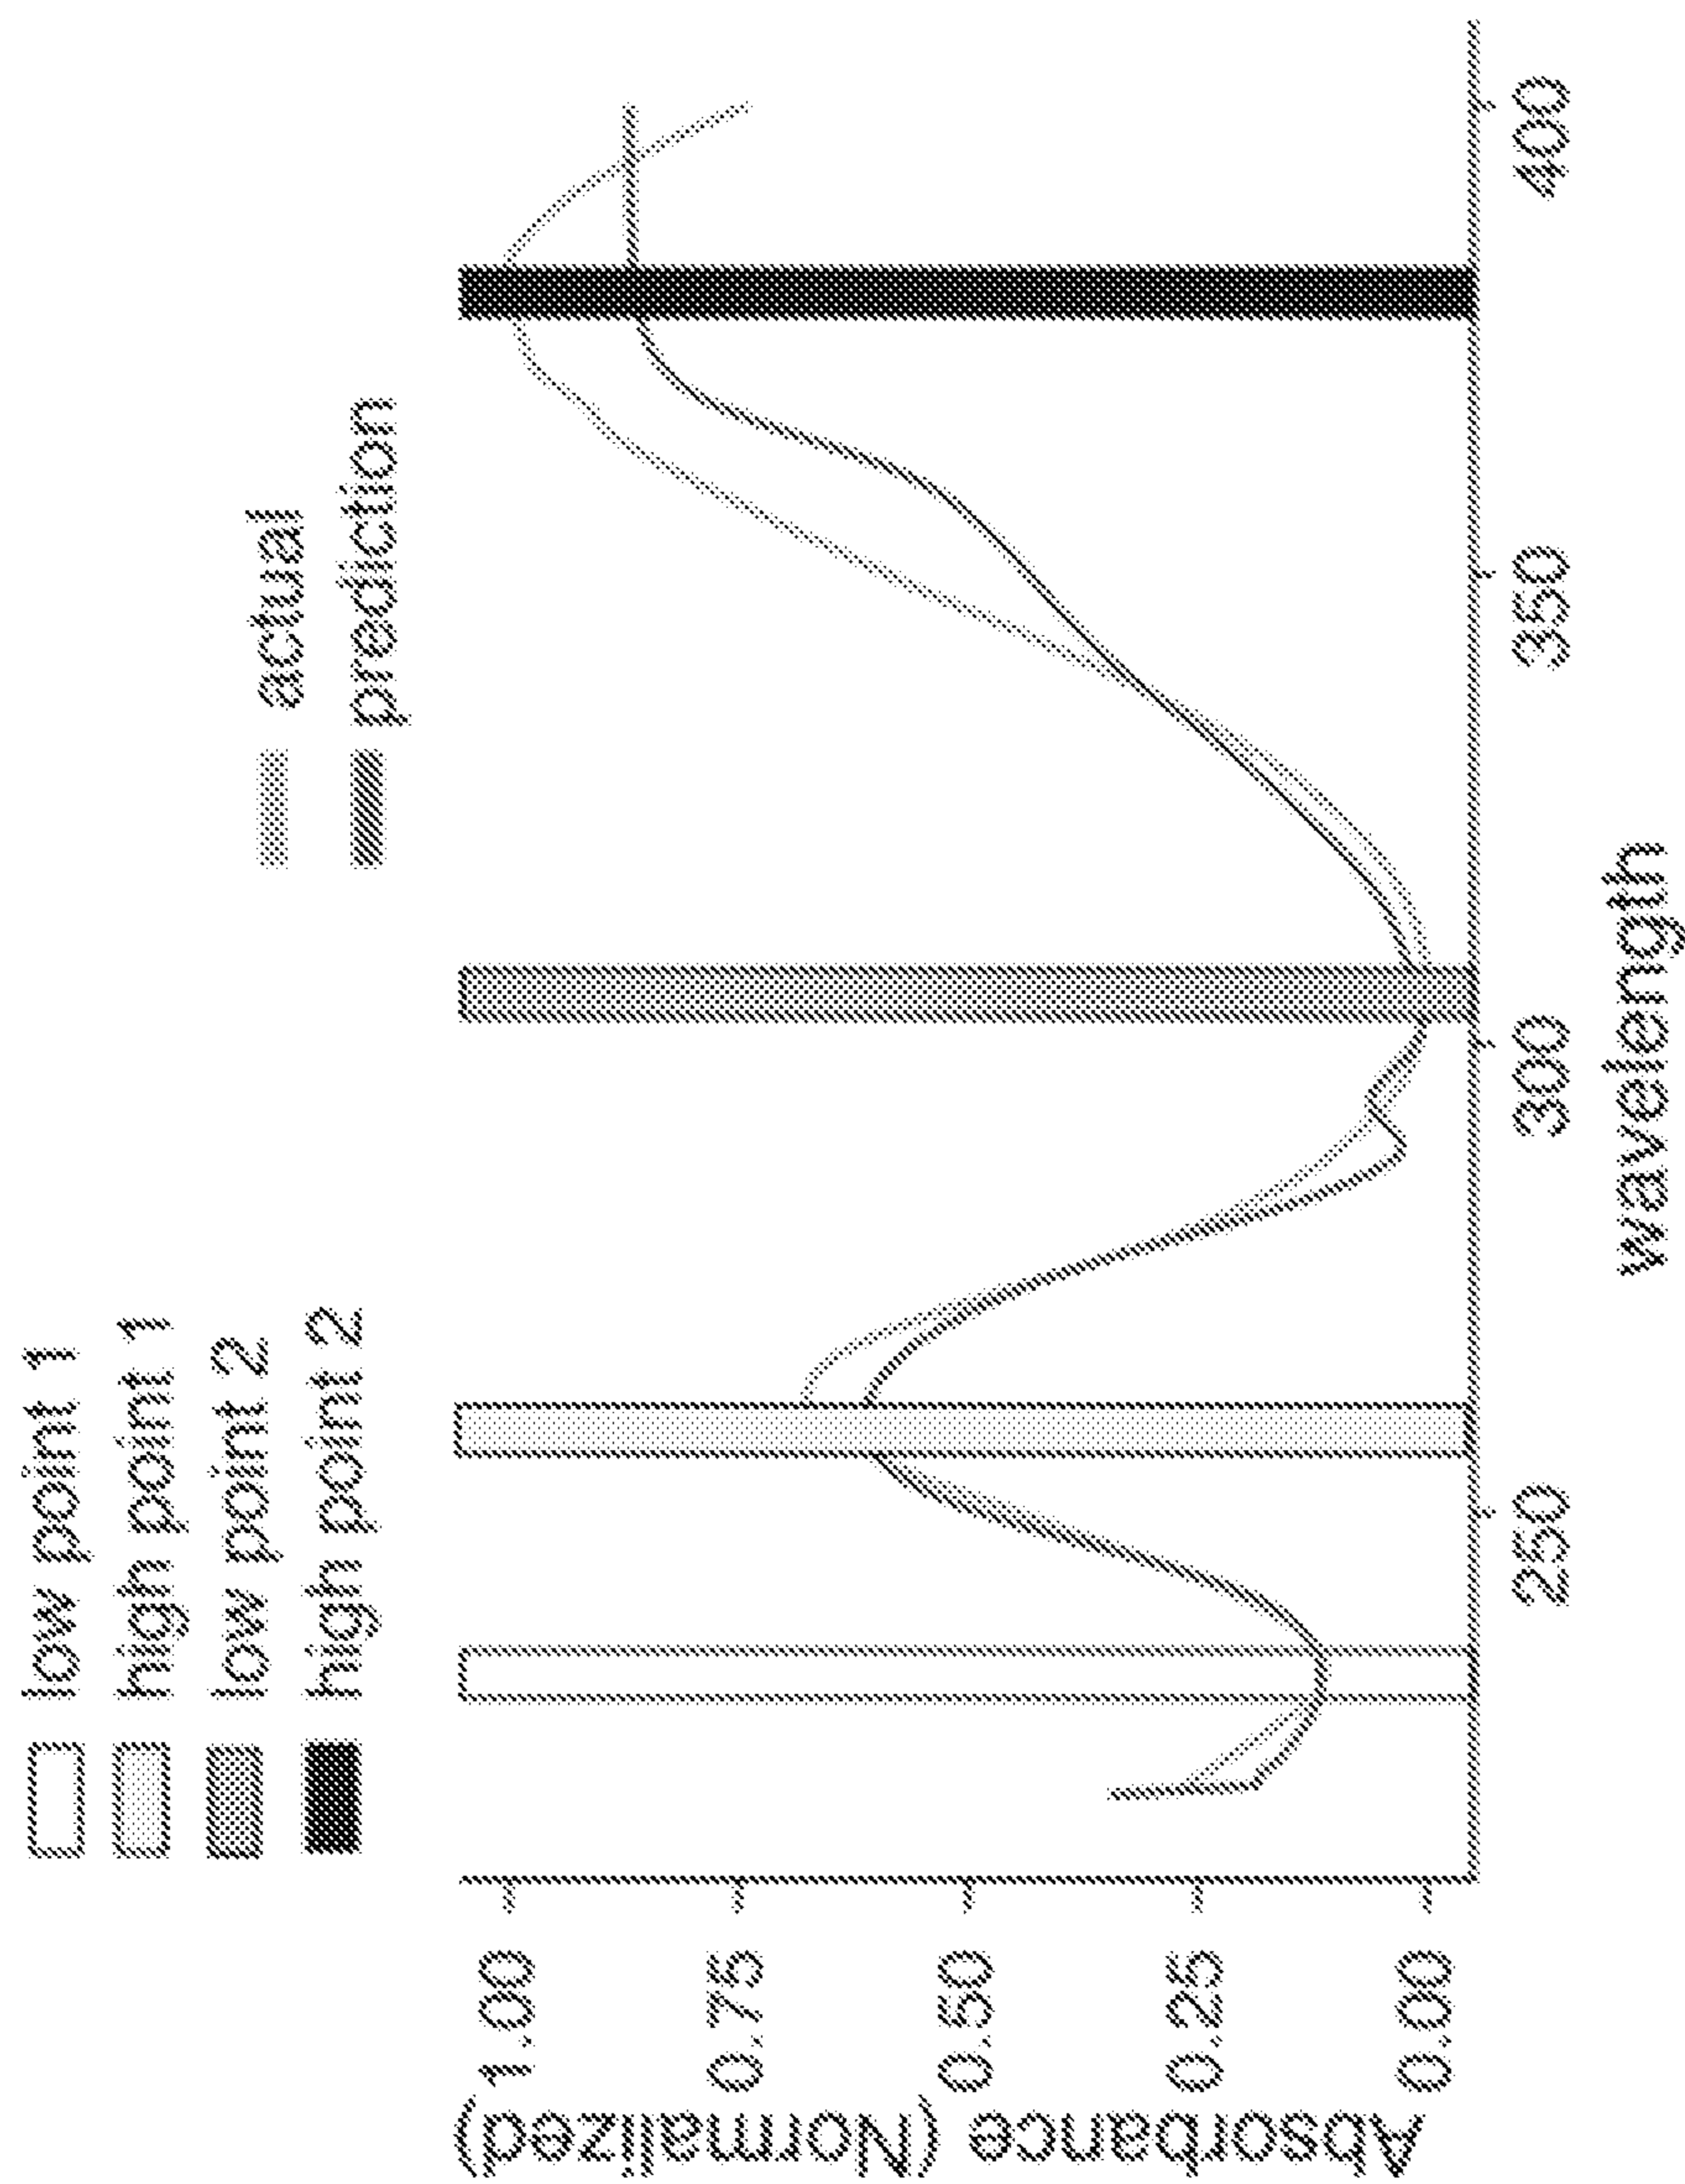 low point 1
high point 1
low point 2
high point 2
actual
prediction
Absorbance (Normalized)
1.00
0.75
0.50
0.25
0.00
250
300
350
400
wavelength